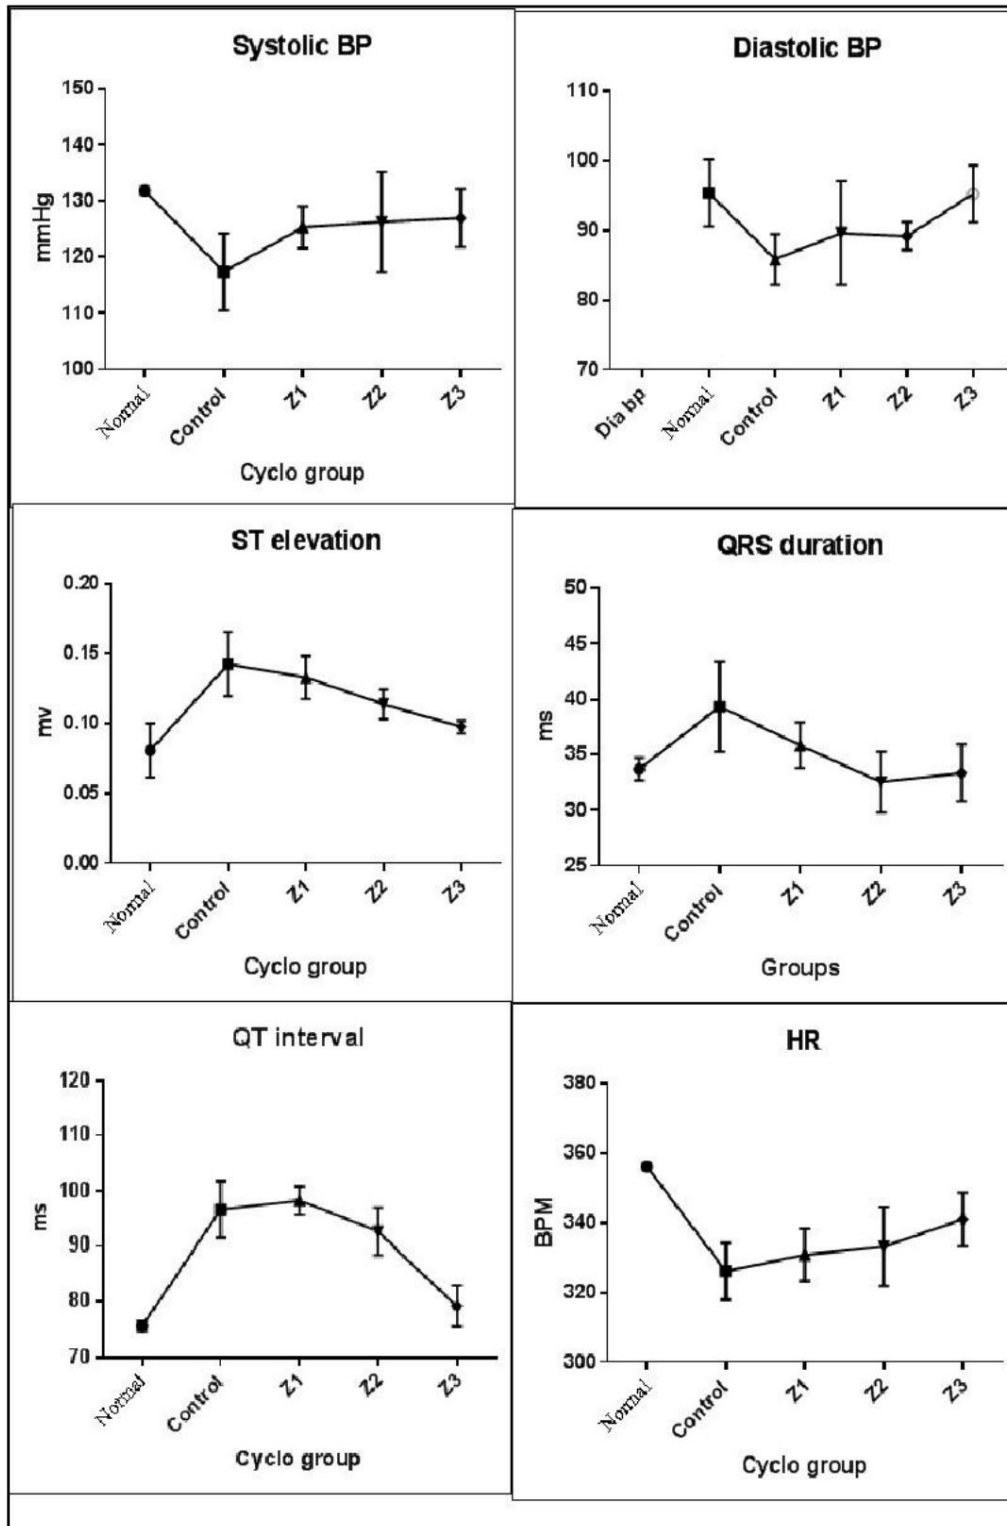 Systolic BP
mmHg
150
140
130
120
110
100
Normal
Control
Z1
Z2
Z3
Cyclo group
Diastolic BP
110
100
90
80
70
Dia bp
Normal
Control
Z1
Z2
Z3
ST elevation
mv
0.20
0.15
0.10
0.05
0.00
Normal
Control
Z1
Z2
Z3
Cyclo group
QRS duration
ms
50
45
40
35
30
25
Normal
Control
Z1
Z2
Z3
Groups
QT interval
ms
120
110
100
90
80
70
Normal
Control
Z1
Z2
Z3
Cyclo group
HR
BPM
380
360
340
320
300
Normal
Control
Z1
Z2
Z3
Cyclo group